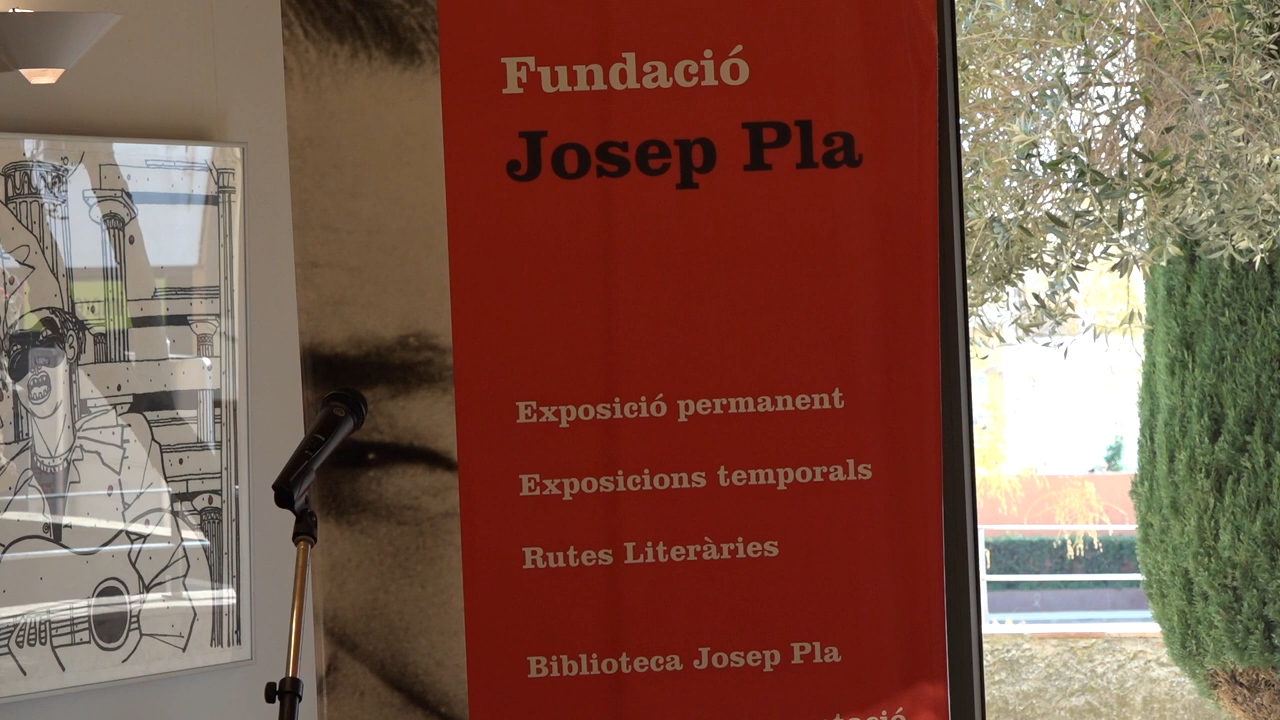 Fundació
Josep Pla
Exposició permanent
Exposicions temporals
Rutes Literàries
Biblioteca Josep Pla